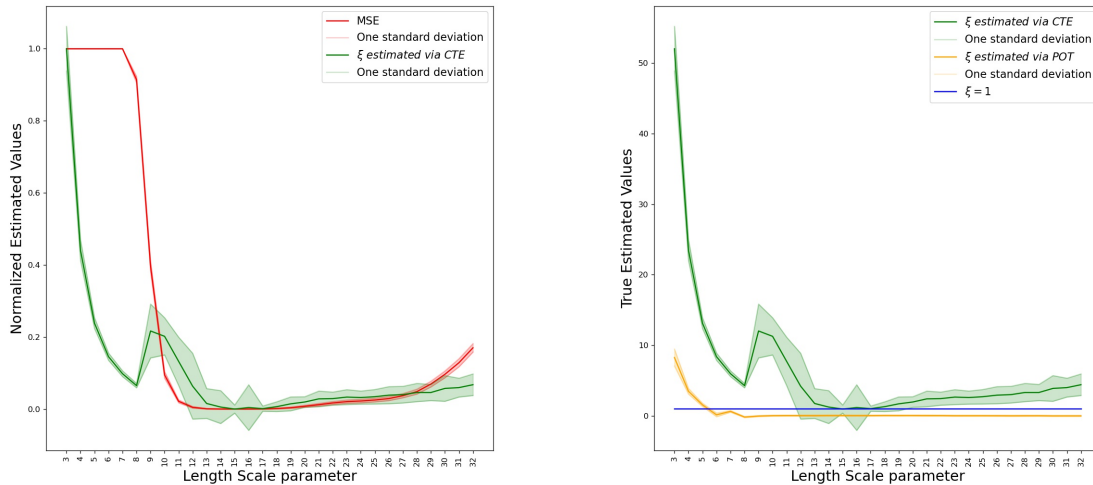 MSE
One standard deviation
ξ estimated via CTE
One standard deviation
1.0
0.8
0.6
0.4
0.2
0.0
Normalized Estimated Values
3 4 5 6 7 8 9 10 11 12 13 14 15 16 17 18 19 20 21 22 23 24 25 26 27 28 29 30 31 32
Length Scale parameter
ξ estimated via CTE
One standard deviation
ξ estimated via POT
One standard deviation
ξ = 1
50
40
30
20
10
0
True Estimated Values
3 4 5 6 7 8 9 10 11 12 13 14 15 16 17 18 19 20 21 22 23 24 25 26 27 28 29 30 31 32
Length Scale parameter